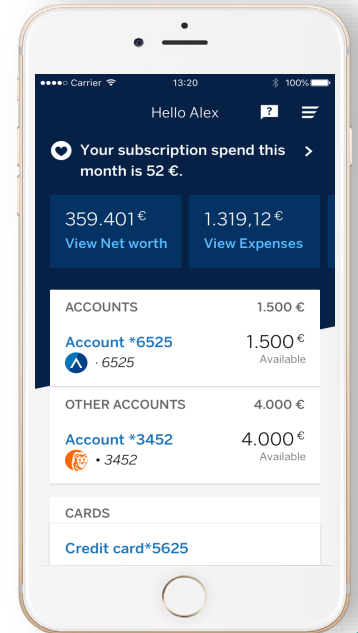 Carrier 13:20 100%
Hello Alex ?
Your subscription spend this
month is 52 €.
359.401 € 1.319,12 €
View Net worth View Expenses
ACCOUNTS 1.500 €
Account *6525 1.500 €
· 6525 Available
OTHER ACCOUNTS 4.000 €
Account *3452 4.000 €
• 3452 Available
CARDS
Credit card*5625